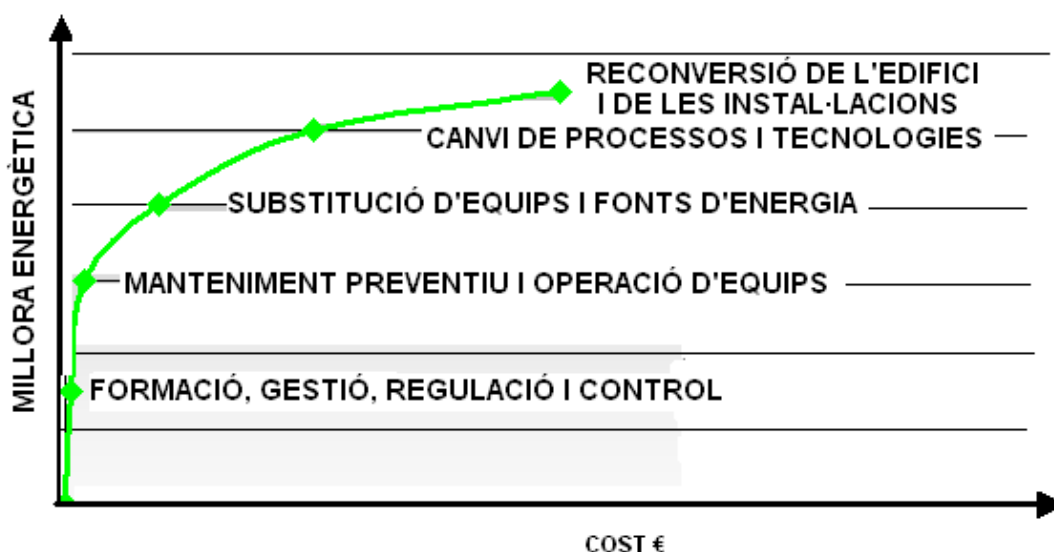 MILLORA ENERGÈTICA
RECONVERSIÓ DE L'EDIFICI
I DE LES INSTAL·LACIONS
CANVI DE PROCESSOS I TECNOLOGIES
SUBSTITUCIÓ D'EQUIPS I FONTS D'ENERGIA
MANTENIMENT PREVENTIU I OPERACIÓ D'EQUIPS
FORMACIÓ, GESTIÓ, REGULACIÓ I CONTROL
COST €